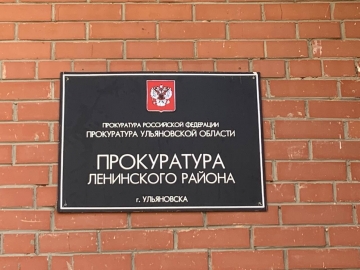 ПРОКУРАТУРА РОССИЙСКОЙ ФЕДЕРАЦИИ
ПРОКУРАТУРА УЛЬЯНОВСКОЙ ОБЛАСТИ
ПРОКУРАТУРА
ЛЕНИНСКОГО РАЙОНА
г. УЛЬЯНОВСКА